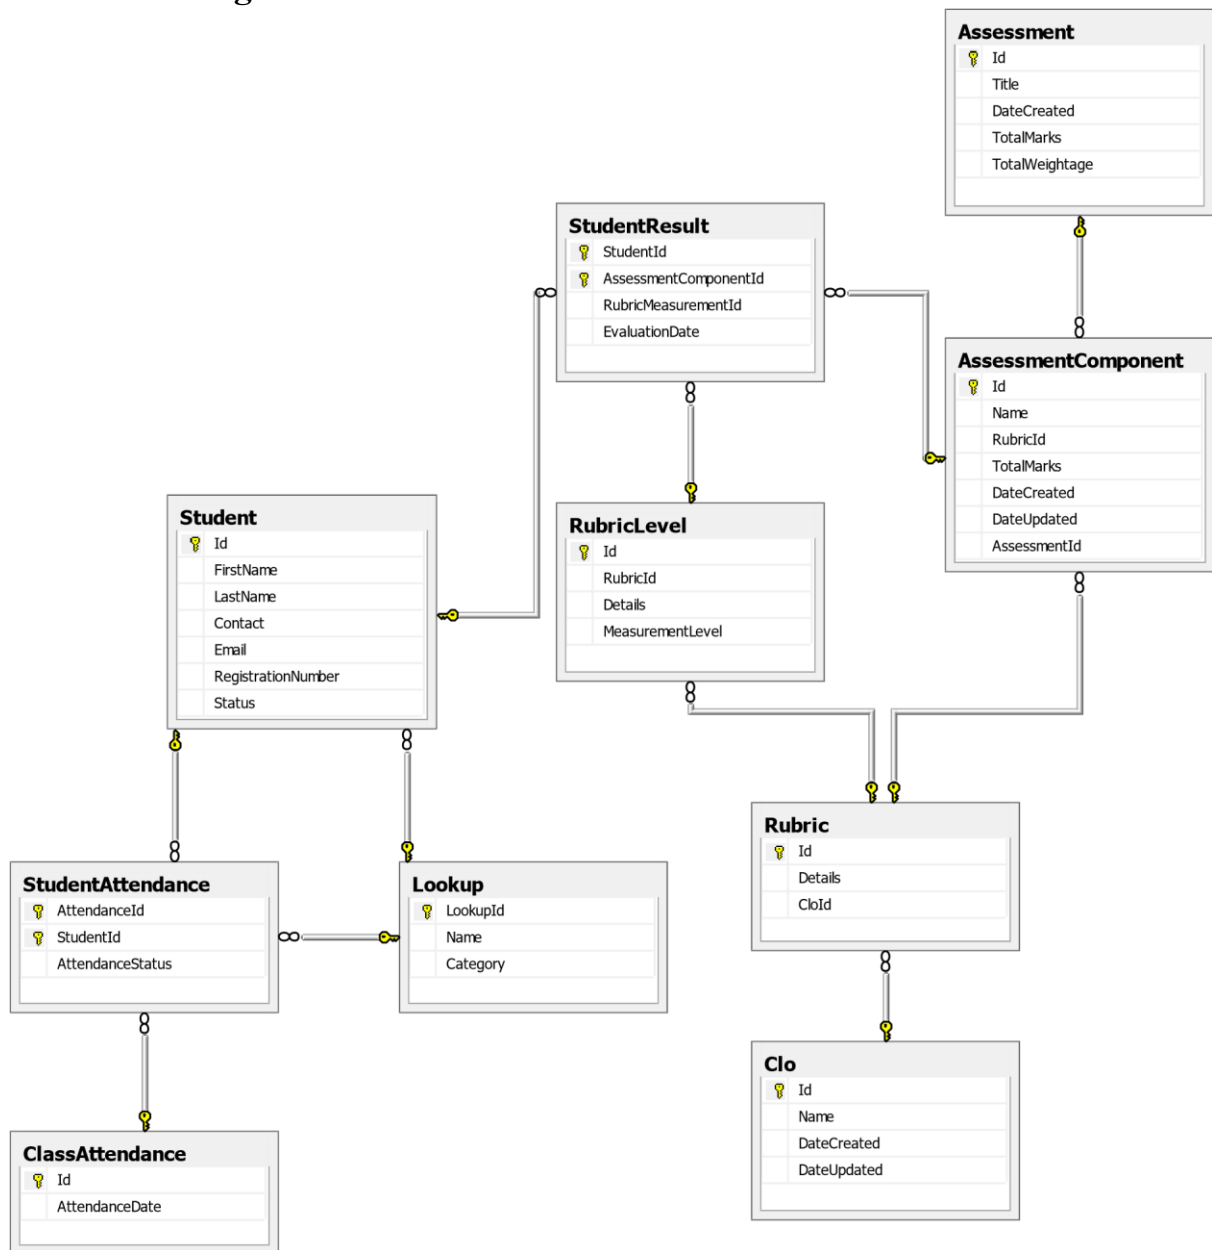 Assessment
Id
Title
DateCreated
TotalMarks
TotalWeightage
StudentResult
StudentId
AssessmentComponentId
RubricMeasurementId
EvaluationDate
AssessmentComponent
Id
Name
RubricId
TotalMarks
DateCreated
DateUpdated
AssessmentId
Student
Id
FirstName
LastName
Contact
Email
RegistrationNumber
Status
RubricLevel
Id
RubricId
Details
MeasurementLevel
Rubric
Id
Details
CloId
StudentAttendance
AttendanceId
StudentId
AttendanceStatus
Lookup
LookupId
Name
Category
Clo
Id
Name
DateCreated
DateUpdated
ClassAttendance
Id
AttendanceDate